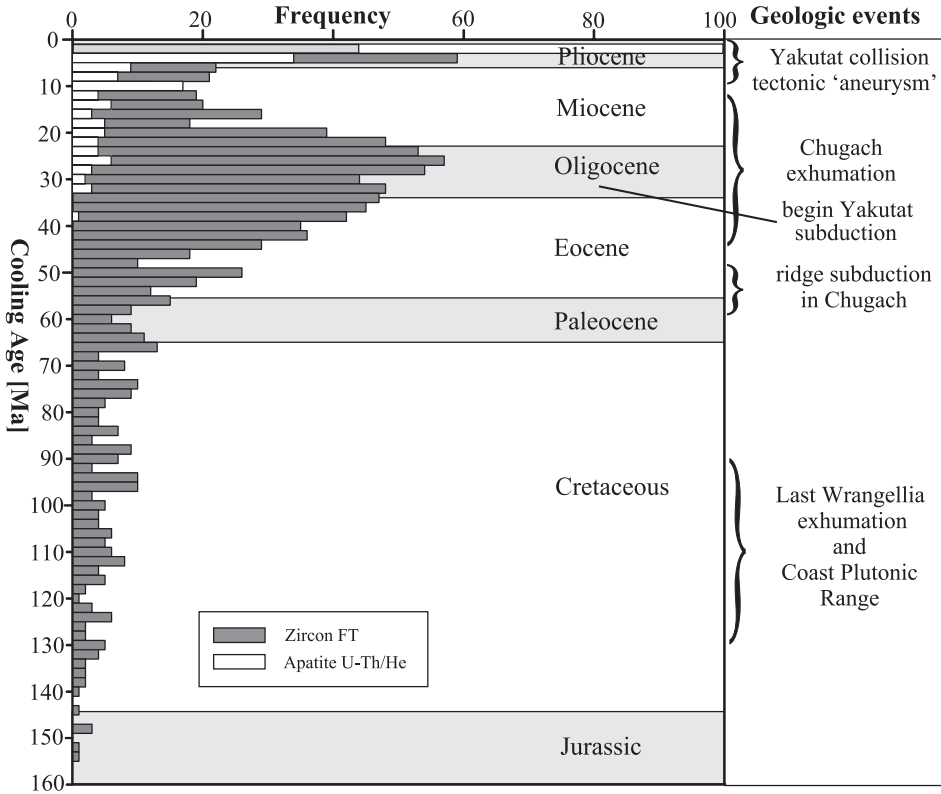 Frequency
Geologic events
0 20 40 60 80 100
Cooling Age [Ma]
0
10
20
30
40
50
60
70
80
90
100
110
120
130
140
150
160
Pliocene
Miocene
Oligocene
Eocene
Paleocene
Cretaceous
Jurassic
Yakutat collision
tectonic ‘aneurysm’
Chugach
exhumation
begin Yakutat
subduction
ridge subduction
in Chugach
Last Wrangellia
exhumation
and
Coast Plutonic
Range
Zircon FT
Apatite U-Th/He